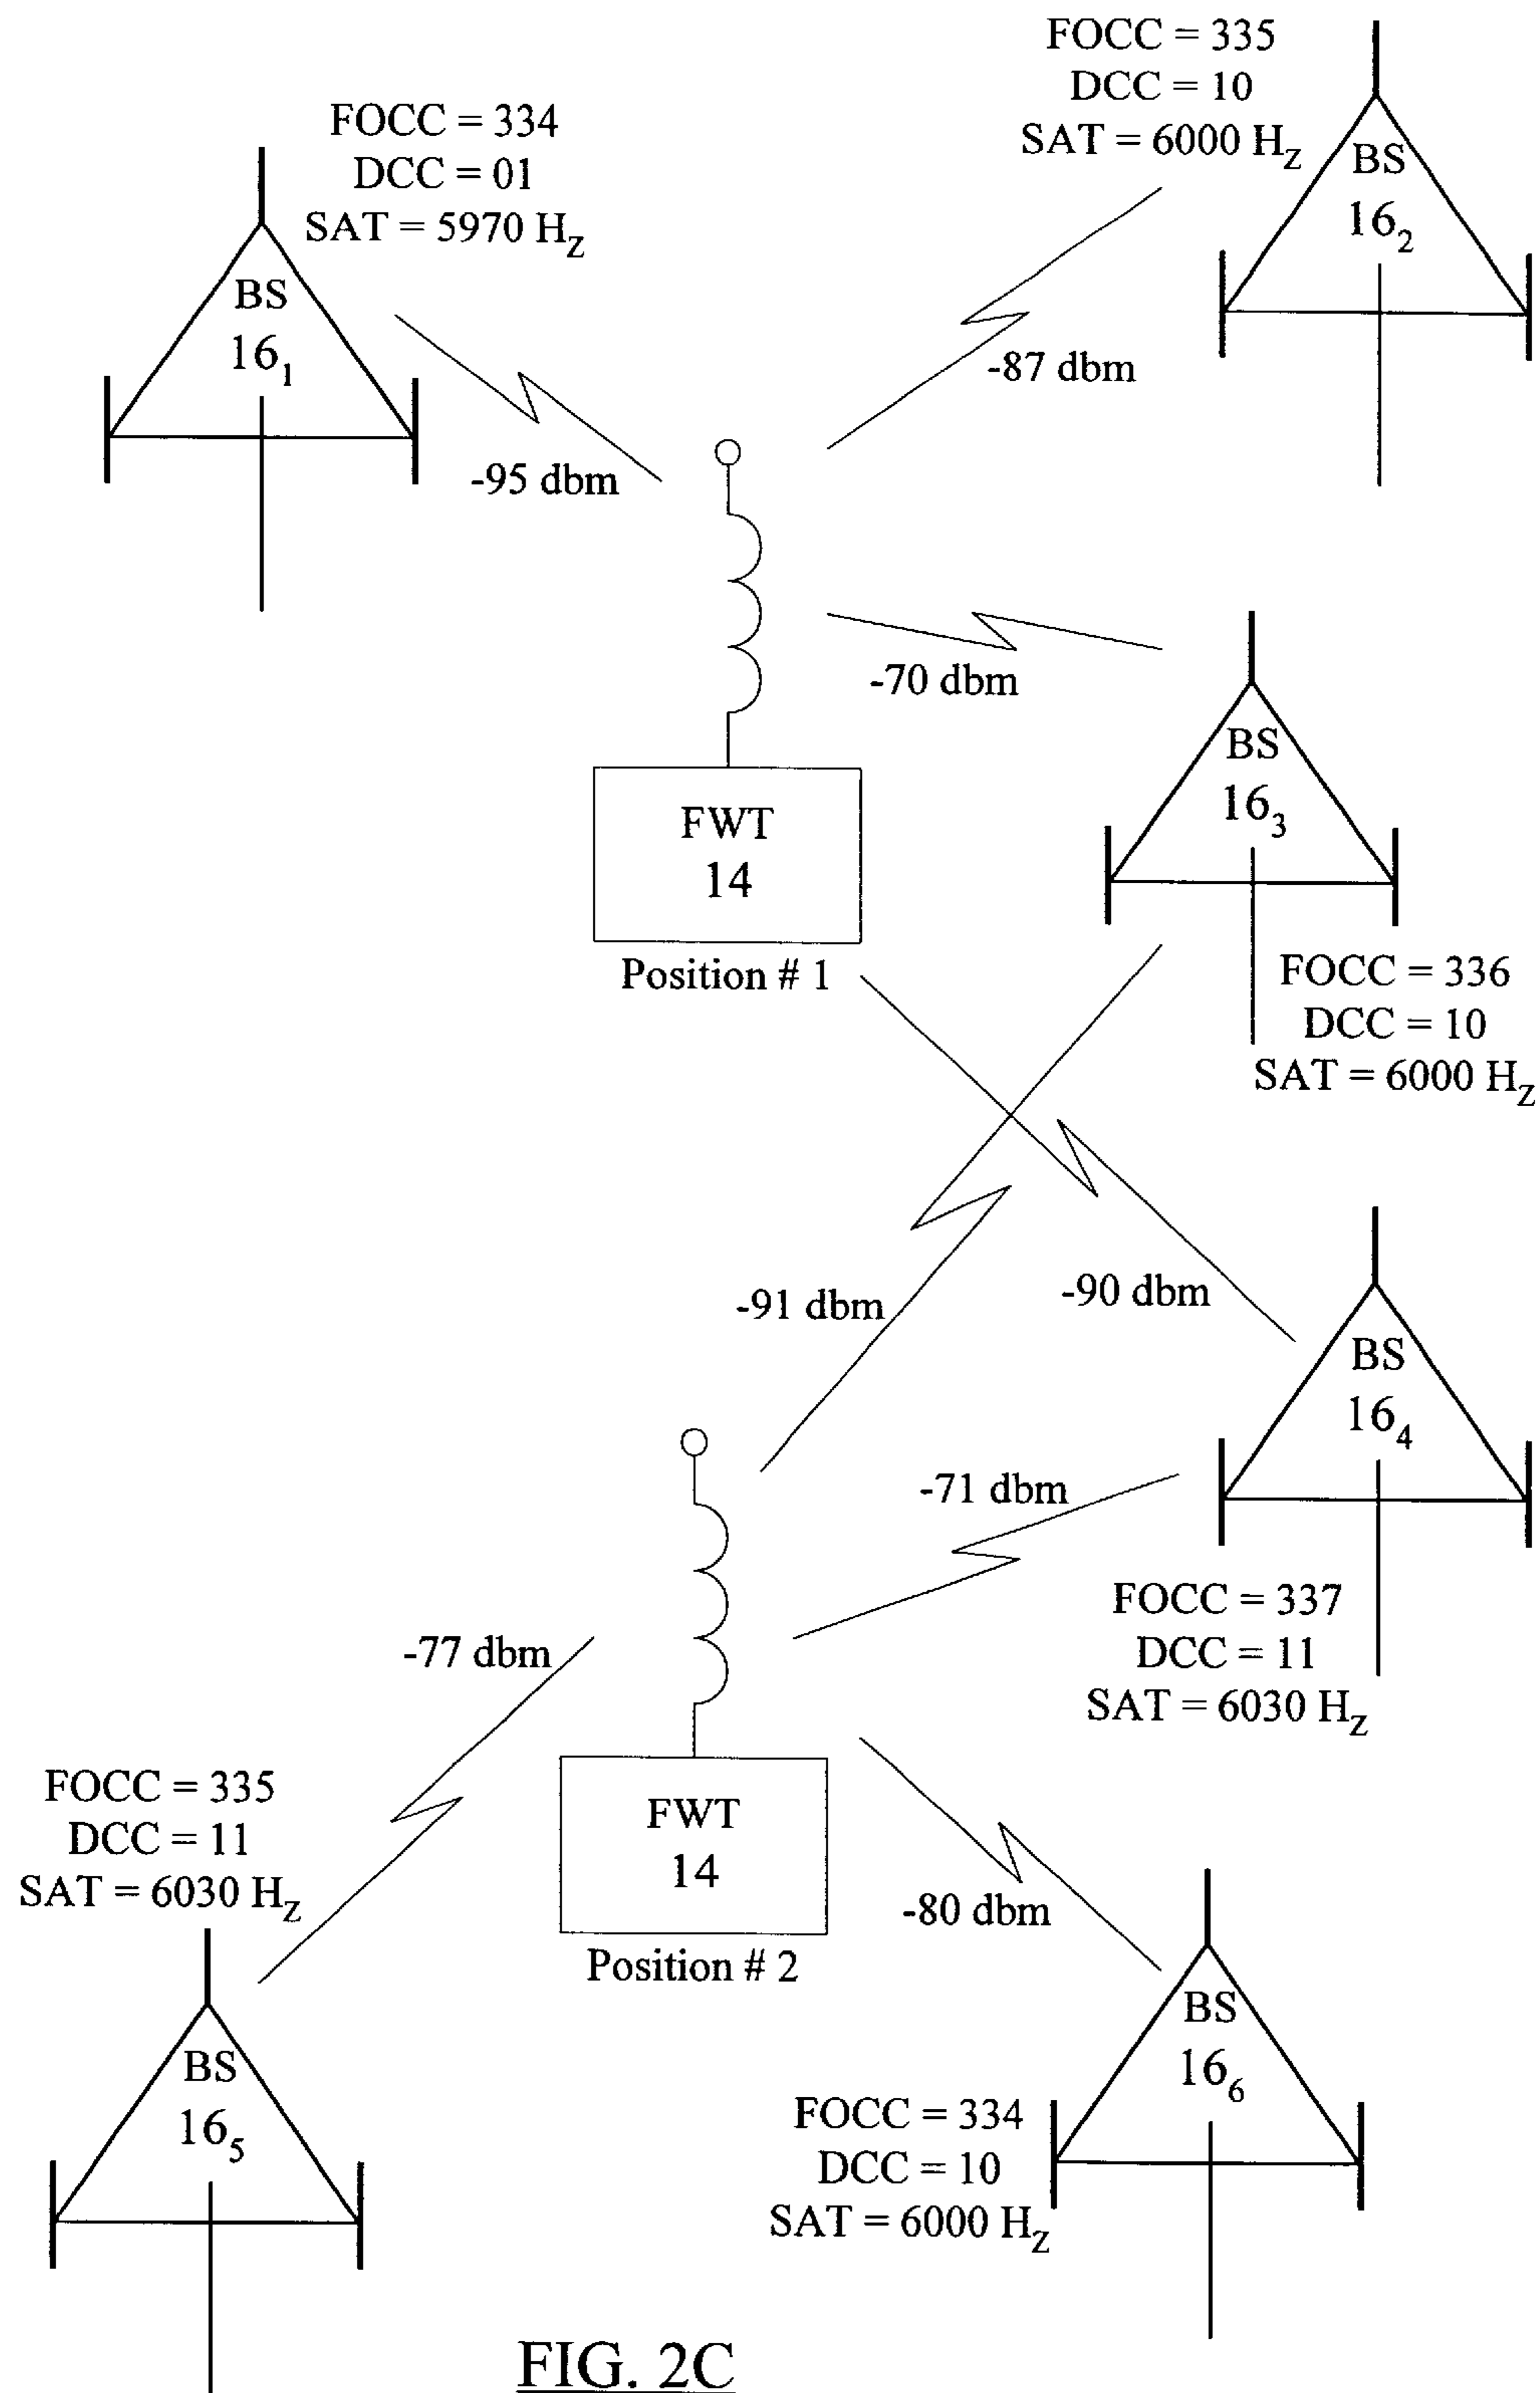 FOCC = 335
DCC = 10
SAT = 6000 HZ
BS
162
FOCC = 334
DCC = 01
SAT = 5970 HZ
BS
161
-87 dbm
-95 dbm
-70 dbm
BS
163
FWT
14
Position # 1
FOCC = 336
DCC = 10
SAT = 6000 HZ
-91 dbm
-90 dbm
BS
164
-71 dbm
FOCC = 337
DCC = 11
SAT = 6030 HZ
-77 dbm
FOCC = 335
DCC = 11
SAT = 6030 HZ
FWT
14
Position # 2
-80 dbm
BS
165
BS
166
FOCC = 334
DCC = 10
SAT = 6000 HZ
FIG. 2C